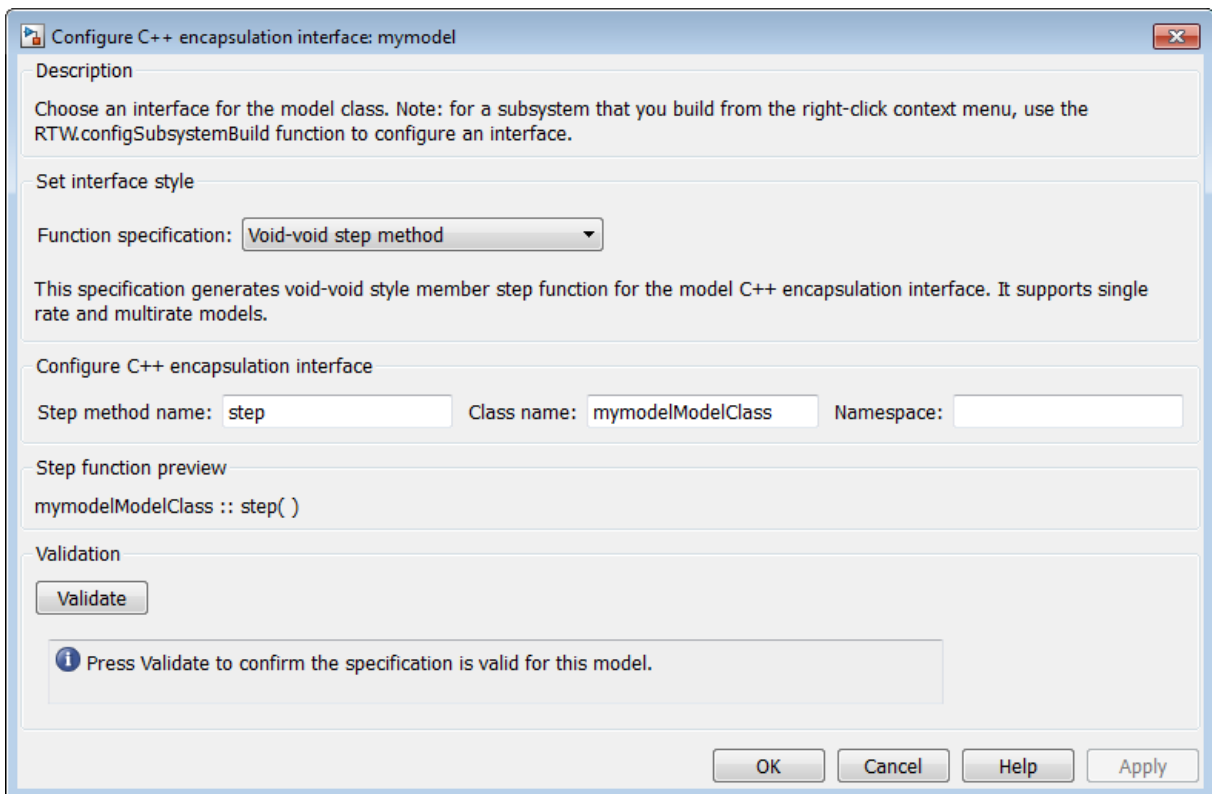 Configure C++ encapsulation interface: mymodel
Description
Choose an interface for the model class. Note: for a subsystem that you build from the right-click context menu, use the
RTW.configSubsystemBuild function to configure an interface.
Set interface style
Function specification: Void-void step method
This specification generates void-void style member step function for the model C++ encapsulation interface. It supports single
rate and multirate models.
Configure C++ encapsulation interface
Step method name: step Class name: mymodelModelClass Namespace:
Step function preview
mymodelModelClass :: step( )
Validation
Validate
Press Validate to confirm the specification is valid for this model.
OK Cancel Help Apply